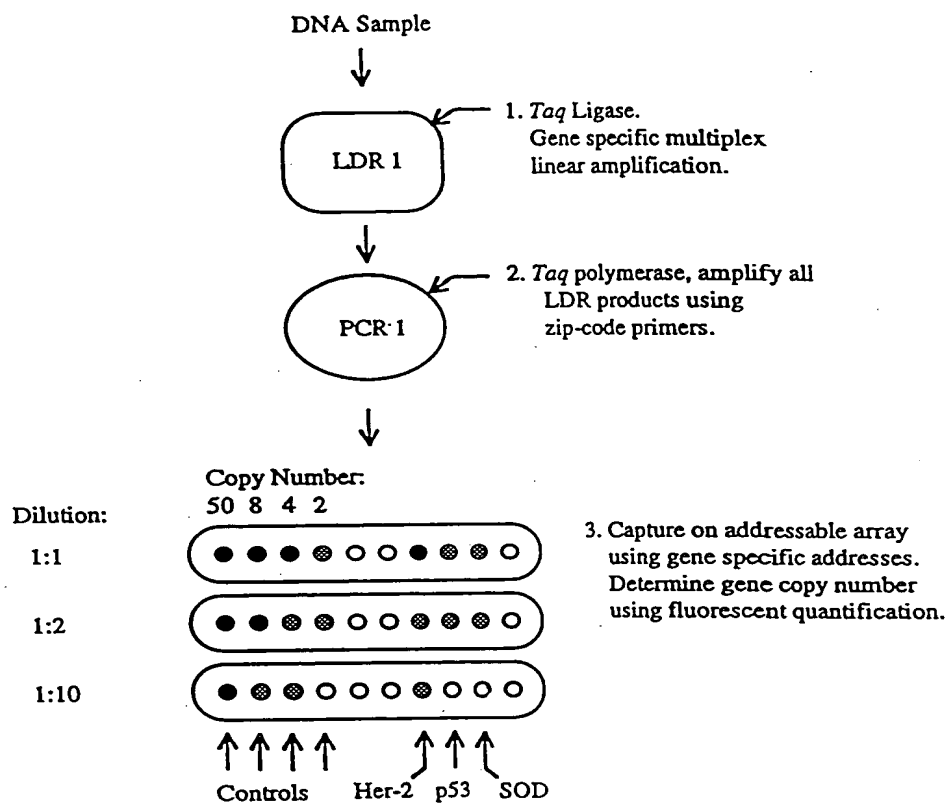 DNA Sample
LDR 1
1. Taq Ligase.
Gene specific multiplex
linear amplification.
PCR 1
2. Taq polymerase, amplify all
LDR products using
zip-code primers.
Copy Number:
50 8 4 2
Dilution:
1:1
1:2
1:10
3. Capture on addressable array
using gene specific addresses.
Determine gene copy number
using fluorescent quantification.
Controls Her-2 p53 SOD